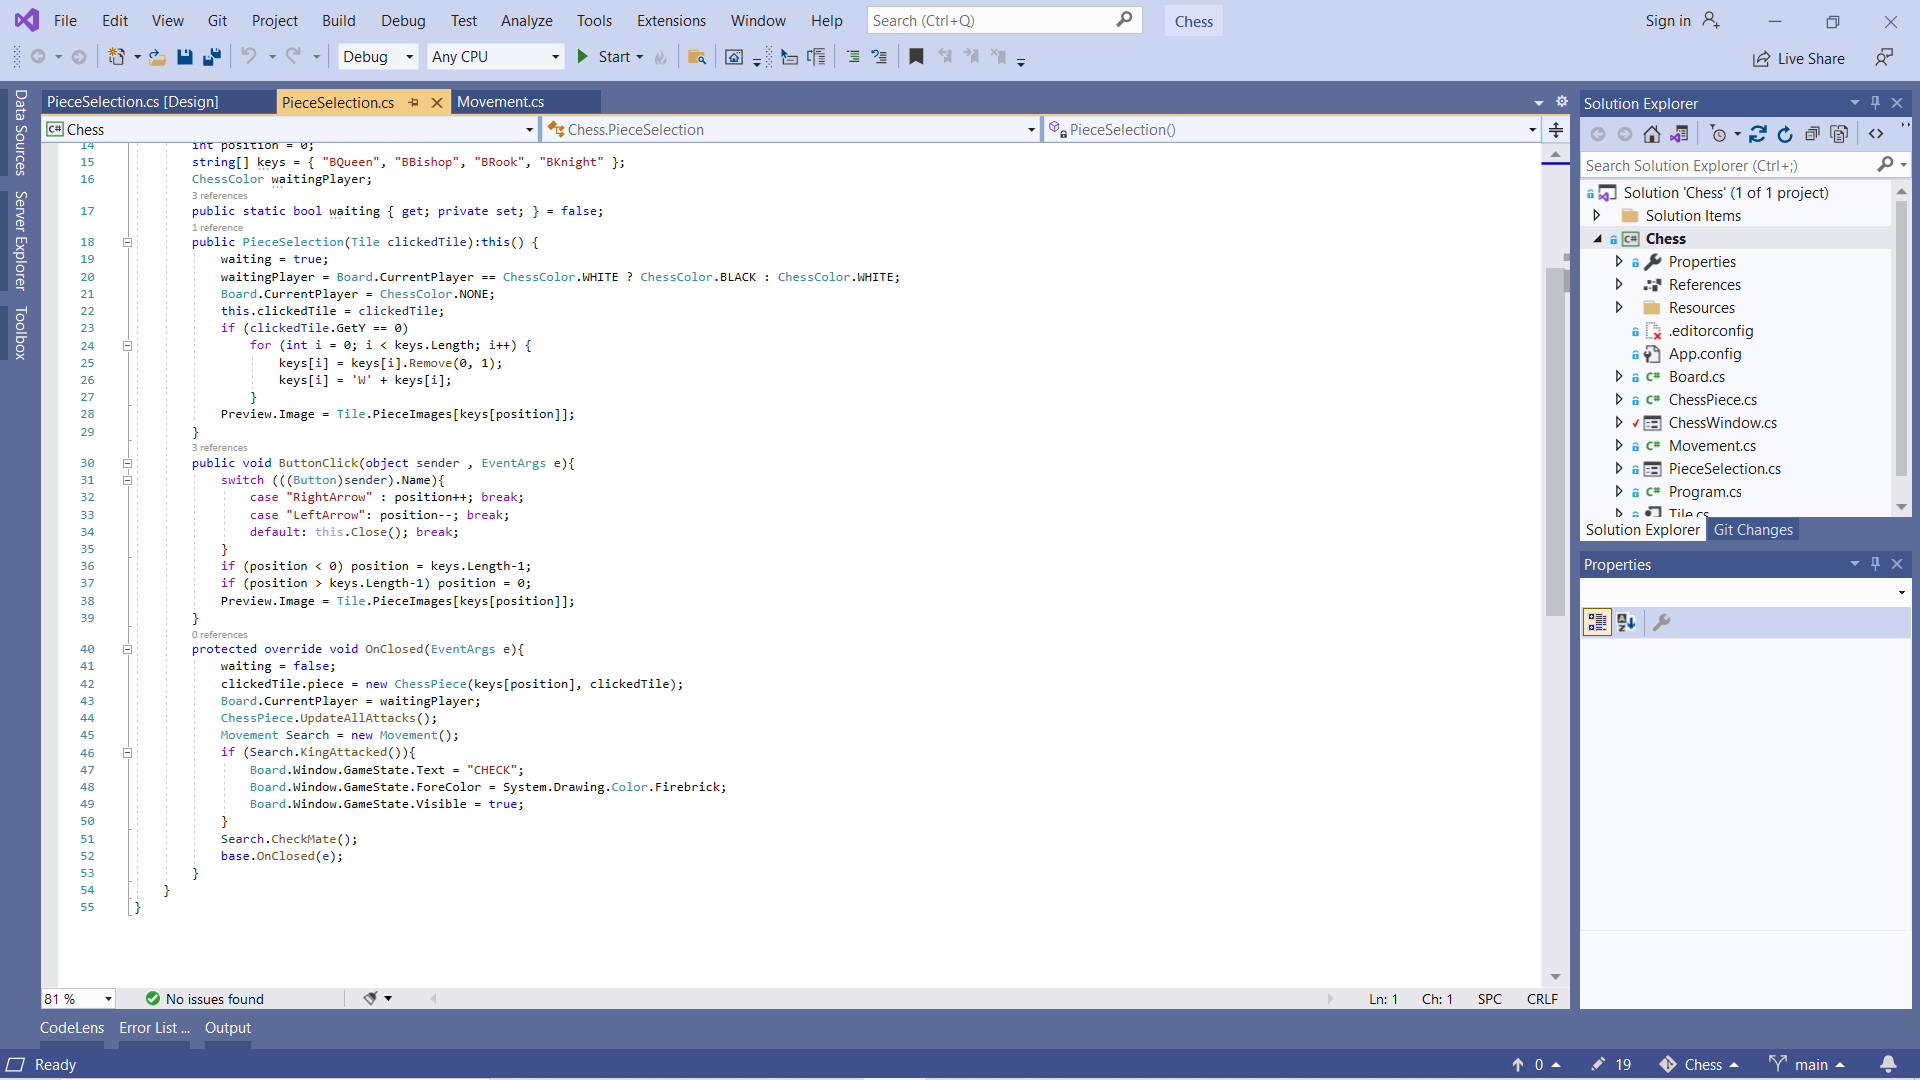 File Edit View Git Project Build Debug Test Analyze Tools Extensions Window Help Search (Ctrl+Q) Chess Sign in
Debug Any CPU Start Live Share
Data Sources
Server Explorer
Toolbox
PieceSelection.cs [Design] PieceSelection.cs Movement.cs
Chess Chess.PieceSelection PieceSelection()
14 int position = 0;
15 string[] keys = { "BQueen", "BBishop", "BRook", "BKnight" };
16 ChessColor waitingPlayer;
3 references
17 public static bool waiting { get; private set; } = false;
1 reference
18 public PieceSelection(Tile clickedTile):this() {
19 waiting = true;
20 waitingPlayer = Board.CurrentPlayer == ChessColor.WHITE ? ChessColor.BLACK : ChessColor.WHITE;
21 Board.CurrentPlayer = ChessColor.NONE;
22 this.clickedTile = clickedTile;
23 if (clickedTile.GetY == 0)
24 for (int i = 0; i < keys.Length; i++) {
25 keys[i] = keys[i].Remove(0, 1);
26 keys[i] = 'W' + keys[i];
27 }
28 Preview.Image = Tile.PieceImages[keys[position]];
29 }
3 references
30 public void ButtonClick(object sender , EventArgs e){
31 switch (((Button)sender).Name){
32 case "RightArrow" : position++; break;
33 case "LeftArrow": position--; break;
34 default: this.Close(); break;
35 }
36 if (position < 0) position = keys.Length-1;
37 if (position > keys.Length-1) position = 0;
38 Preview.Image = Tile.PieceImages[keys[position]];
39 }
0 references
40 protected override void OnClosed(EventArgs e){
41 waiting = false;
42 clickedTile.piece = new ChessPiece(keys[position], clickedTile);
43 Board.CurrentPlayer = waitingPlayer;
44 ChessPiece.UpdateAllAttacks();
45 Movement Search = new Movement();
46 if (Search.KingAttacked()){
47 Board.Window.GameState.Text = "CHECK";
48 Board.Window.GameState.ForeColor = System.Drawing.Color.Firebrick;
49 Board.Window.GameState.Visible = true;
50 }
51 Search.CheckMate();
52 base.OnClosed(e);
53 }
54 }
55 }
81 % No issues found Ln: 1 Ch: 1 SPC CRLF
Solution Explorer
Search Solution Explorer (Ctrl+;)
Solution 'Chess' (1 of 1 project)
Solution Items
C# Chess
Properties
References
Resources
.editorconfig
App.config
C# Board.cs
C# ChessPiece.cs
ChessWindow.cs
C# Movement.cs
PieceSelection.cs
C# Program.cs
Tile.cs
Solution Explorer Git Changes
Properties
CodeLens Error List ... Output
Ready 0 19 Chess main